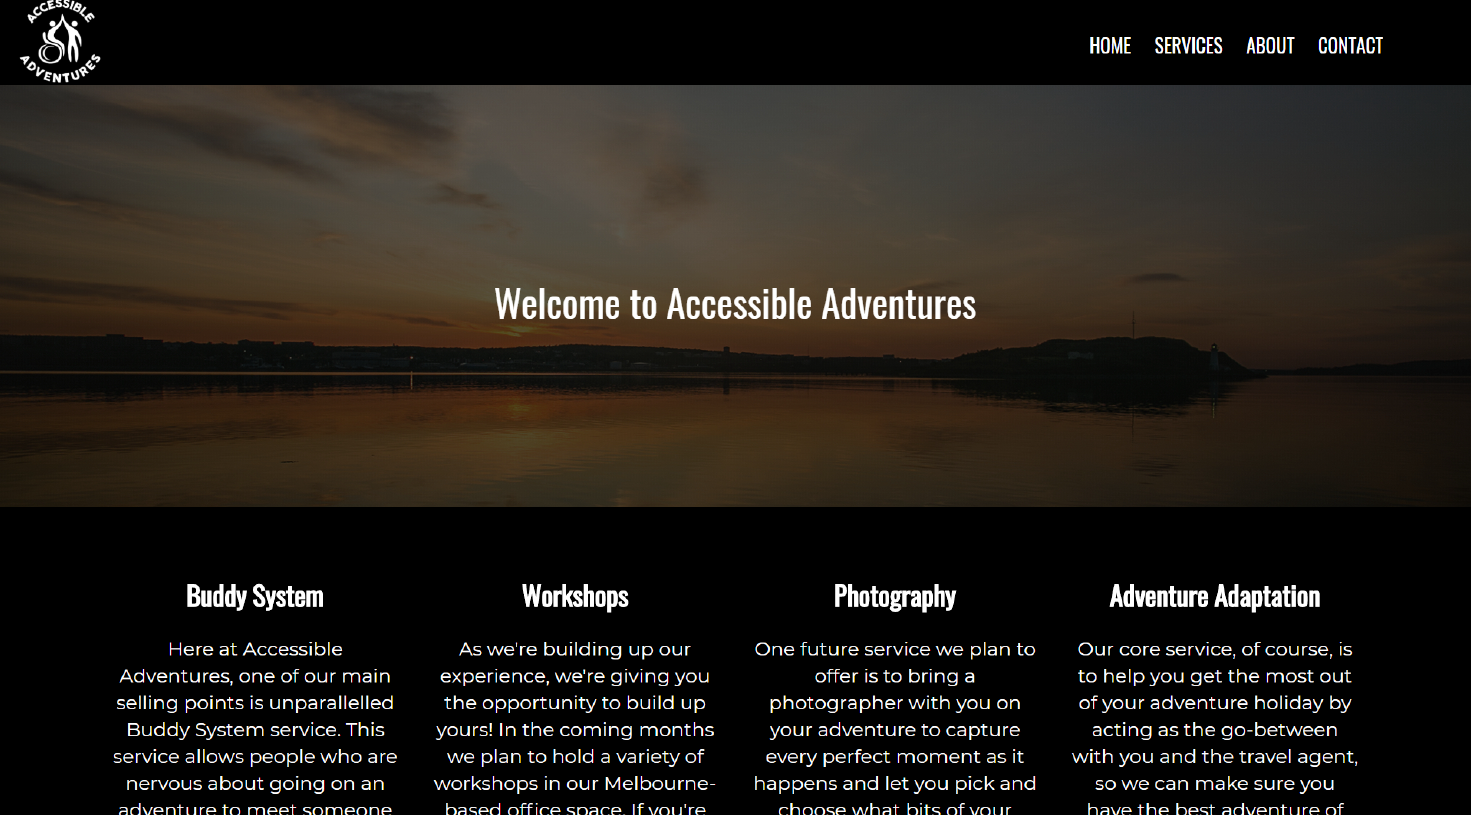 ACCESSIBLE
ADVENTURES
HOME SERVICES ABOUT CONTACT
Welcome to Accessible Adventures
Buddy System
Here at Accessible
Adventures, one of our main
selling points is unparallelled
Buddy System service. This
service allows people who are
nervous about going on an
adventure to meet someone
Workshops
As we're building up our
experience, we're giving you
the opportunity to build up
yours! In the coming months
we plan to hold a variety of
workshops in our Melbourne-
based office space. If you're
Photography
One future service we plan to
offer is to bring a
photographer with you on
your adventure to capture
every perfect moment as it
happens and let you pick and
choose what bits of your
Adventure Adaptation
Our core service, of course, is
to help you get the most out
of your adventure holiday by
acting as the go-between
with you and the travel agent,
so we can make sure you
have the best adventure of